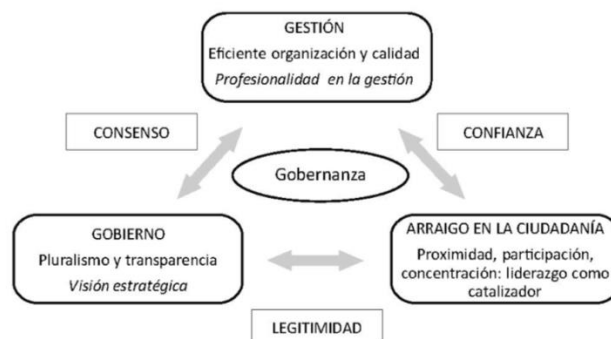 GESTIÓN
Eficiente organización y calidad
Profesionalidad en la gestión
CONSENSO
CONFIANZA
Gobernanza
GOBIERNO
Pluralismo y transparencia
Visión estratégica
ARRAIGO EN LA CIUDADANÍA
Proximidad, participación,
concentración: liderazgo como
catalizador
LEGITIMIDAD